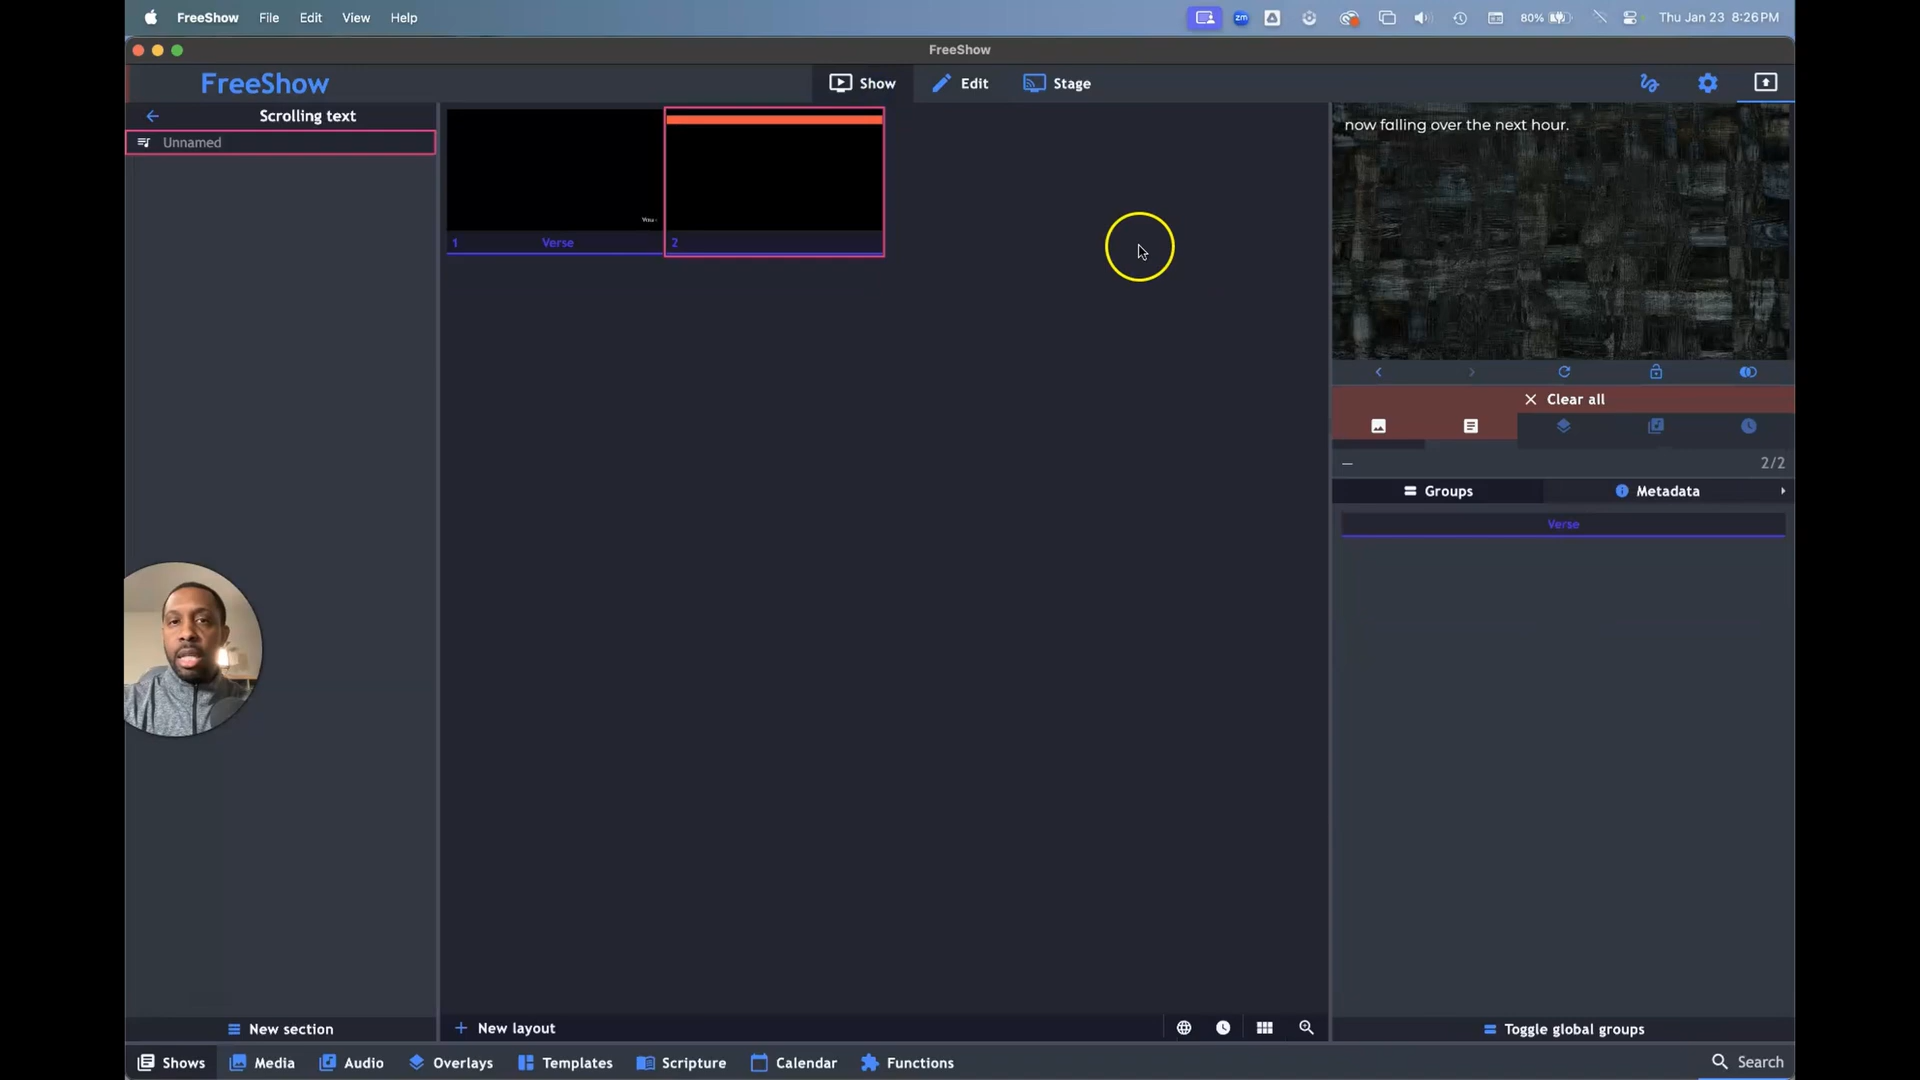 FreeShow File Edit View Help zm 80% Thu Jan 23 8:26 PM
FreeShow
FreeShow Show Edit Stage
Scrolling text
Unnamed
now falling over the next hour.
1 Verse
2
Clear all
– 2/2
Groups Metadata
Verse
New section
New layout
Toggle global groups
Shows Media Audio Overlays Templates Scripture Calendar Functions Search